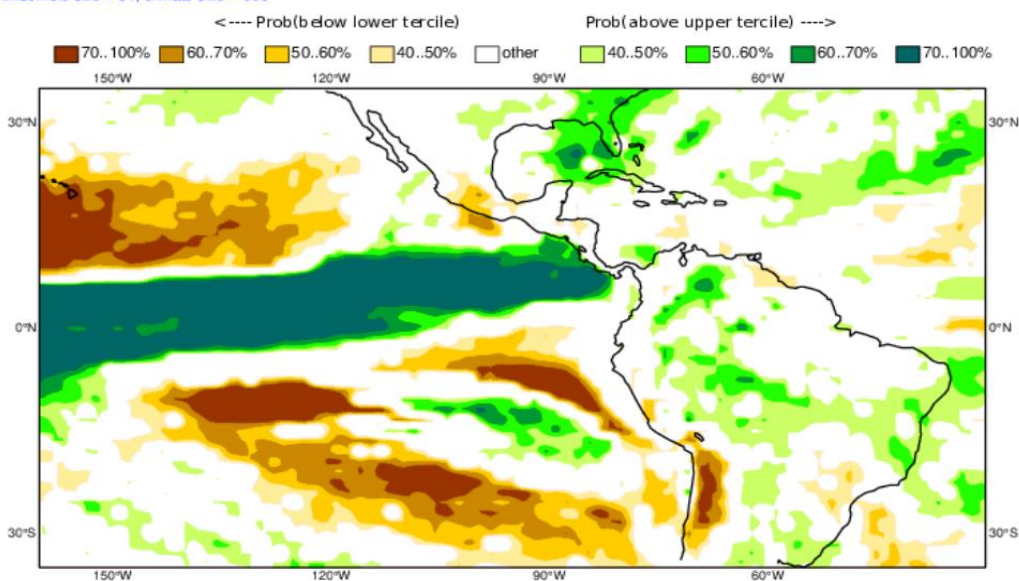 <---- Prob(below lower tercile) Prob(above upper tercile) ---->
70..100% 60..70% 50..60% 40..50% other 40..50% 50..60% 60..70% 70..100%
150°W 120°W 90°W 60°W
30°N 30°N
0°N 0°N
30°S 30°S
150°W 120°W 90°W 60°W